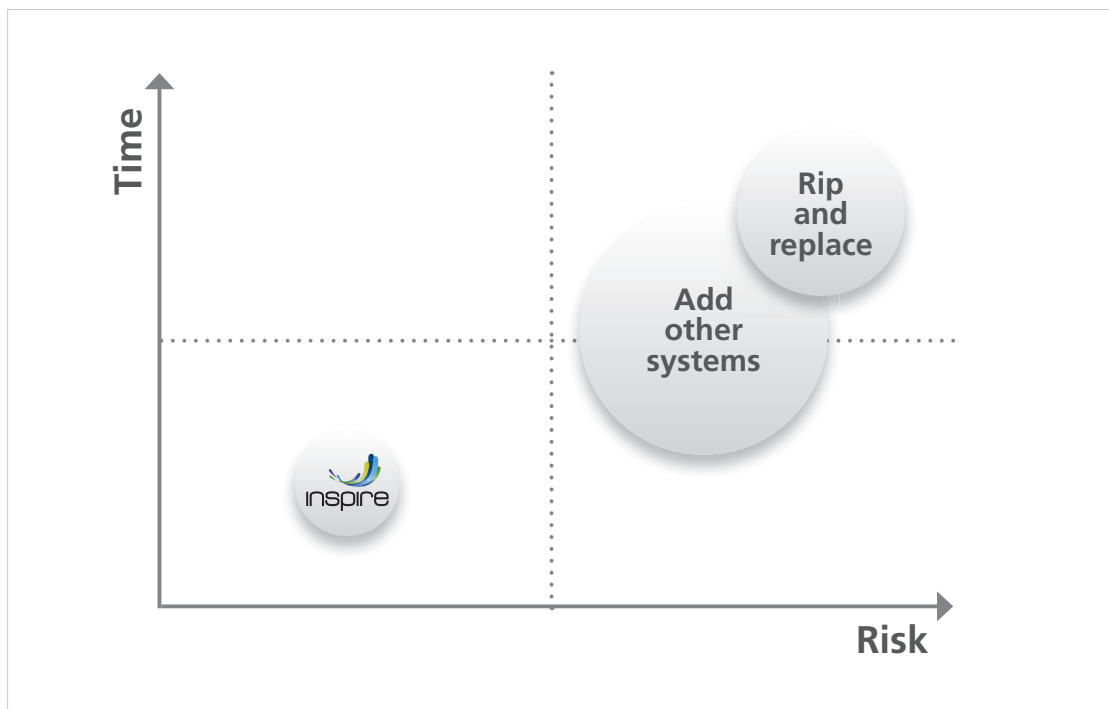 Time
Rip
and
replace
Add
other
systems
inspire
Risk